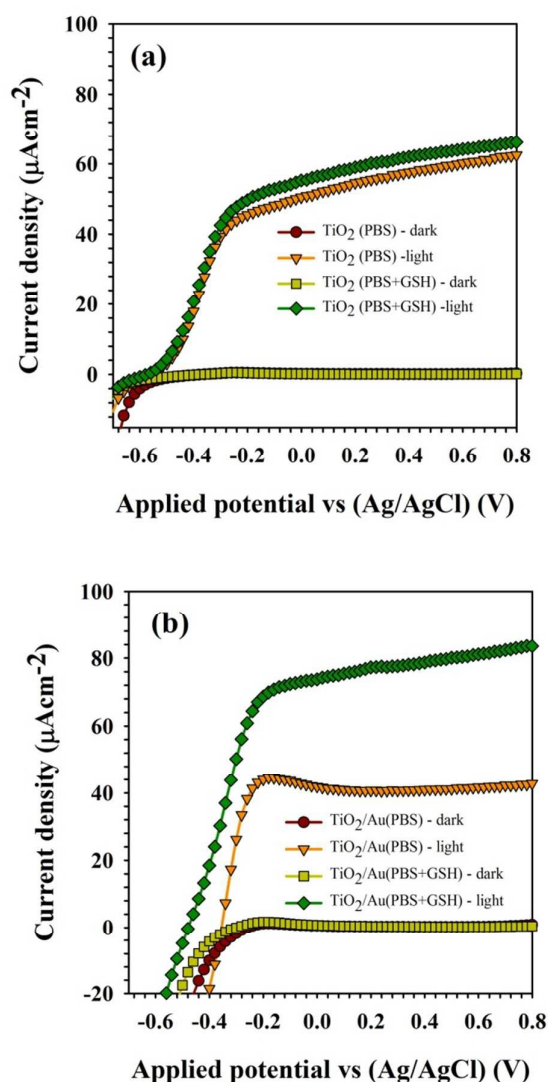 100
(a)
80
60
40
20
0
Current density (μAcm-2)
TiO2 (PBS) - dark
TiO2 (PBS) -light
TiO2 (PBS+GSH) - dark
TiO2 (PBS+GSH) -light
-0.6 -0.4 -0.2 0.0 0.2 0.4 0.6 0.8
Applied potential vs (Ag/AgCl) (V)
100
(b)
80
60
40
20
0
-20
Current density (μAcm-2)
TiO2/Au(PBS) - dark
TiO2/Au(PBS) - light
TiO2/Au(PBS+GSH) - dark
TiO2/Au(PBS+GSH) - light
-0.6 -0.4 -0.2 0.0 0.2 0.4 0.6 0.8
Applied potential vs (Ag/AgCl) (V)